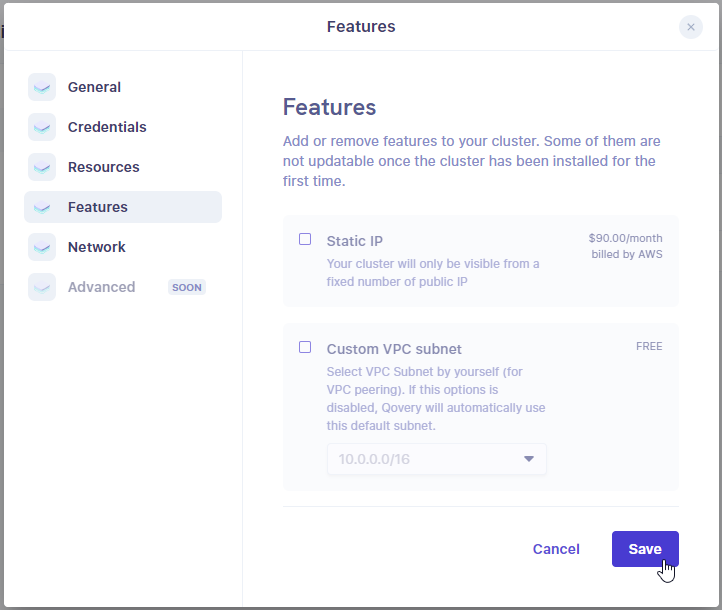 Features
General
Credentials
Resources
Features
Network
Advanced SOON
Features
Add or remove features to your cluster. Some of them are
not updatable once the cluster has been installed for the
first time.
Static IP
$90.00/month
billed by AWS
Your cluster will only be visible from a
fixed number of public IP
Custom VPC subnet
FREE
Select VPC Subnet by yourself (for
VPC peering). If this options is
disabled, Qovery will automatically use
this default subnet.
10.0.0.0/16
Cancel
Save